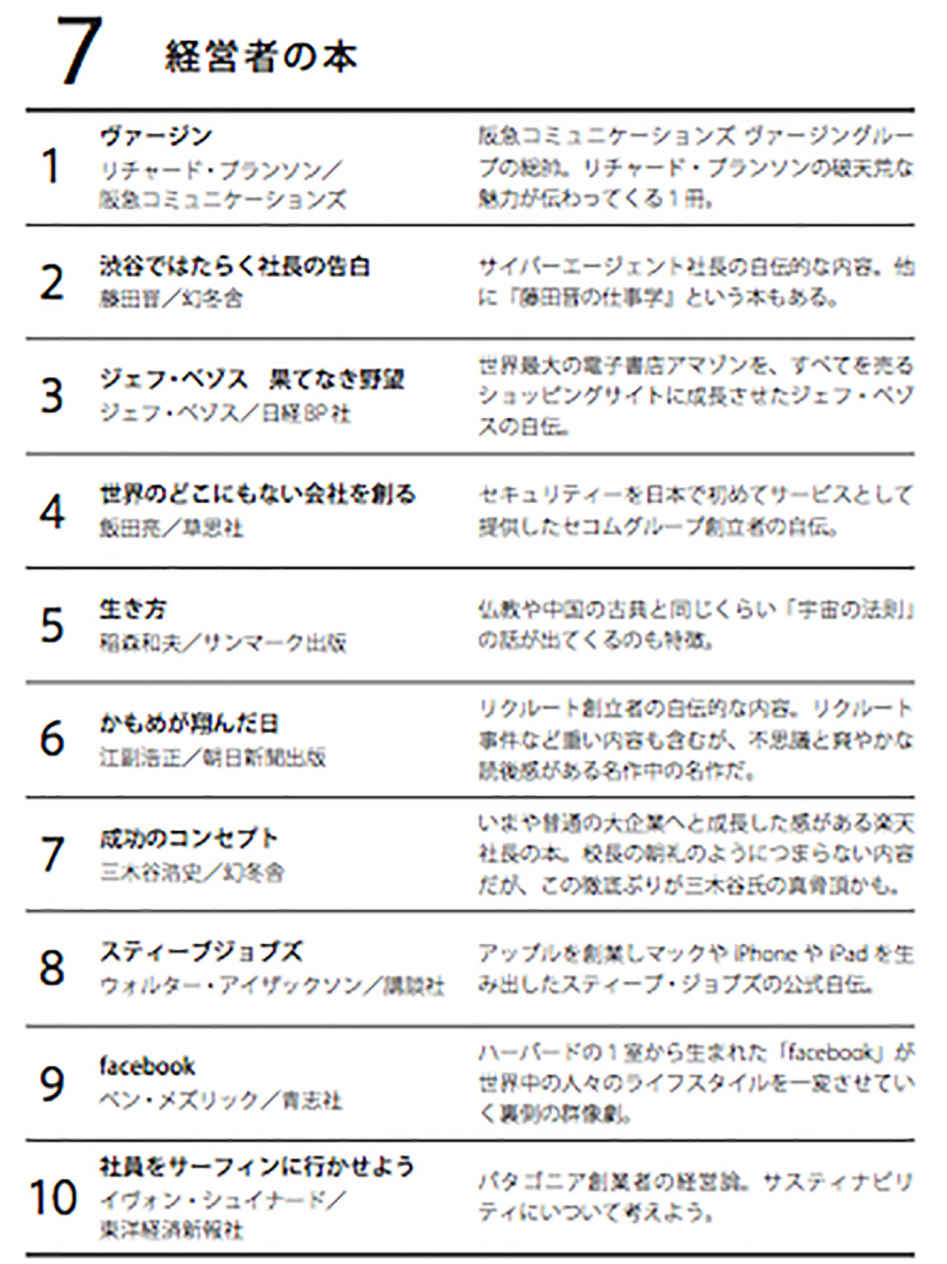 7 経営者の本
1
ヴァージン
リチャード・ブランソン／
阪急コミュニケーションズ
阪急コミュニケーションズ ヴァージングルー
プの総帥。リチャード・ブランソンの破天荒な
魅力が伝わってくる1冊。
2
渋谷ではたらく社長の告白
藤田晋／幻冬舎
サイバーエージェント社長の自伝的な内容。他
に『藤田晋の仕事学』という本もある。
3
ジェフ・ベゾス 果てなき野望
ジェフ・ベゾス／日経BP社
世界最大の電子書店アマゾンを、すべてを売る
ショッピングサイトに成長させたジェフ・ベゾ
スの自伝。
4
世界のどこにもない会社を創る
飯田亮／草思社
セキュリティーを日本で初めてサービスとして
提供したセコムグループ創立者の自伝。
5
生き方
稲森和夫／サンマーク出版
仏教や中国の古典と同じくらい「宇宙の法則」
の話が出てくるのも特徴。
6
かもめが翔んだ日
江副浩正／朝日新聞出版
リクルート創立者の自伝的な内容。リクルート
事件など重い内容も含むが、不思議と爽やかな
読後感がある名作中の名作だ。
7
成功のコンセプト
三木谷浩史／幻冬舎
いまや普通の大企業へと成長した感がある楽天
社長の本。校長の朝礼のようにつまらない内容
だが、この徹底ぶりが三木谷氏の真骨頂かも。
8
スティーブジョブズ
ウォルター・アイザックソン／講談社
アップルを創業しマックや iPhone や iPad を生
み出したスティーブ・ジョブズの公式自伝。
9
facebook
ベン・メズリック／青志社
ハーバードの1室から生まれた「facebook」が
世界中の人々のライフスタイルを一変させてい
く裏側の群像劇。
10
社員をサーフィンに行かせよう
イヴォン・シュイナード／
東洋経済新報社
パタゴニア創業者の経営論。サスティナビリ
ティにいついて考えよう。